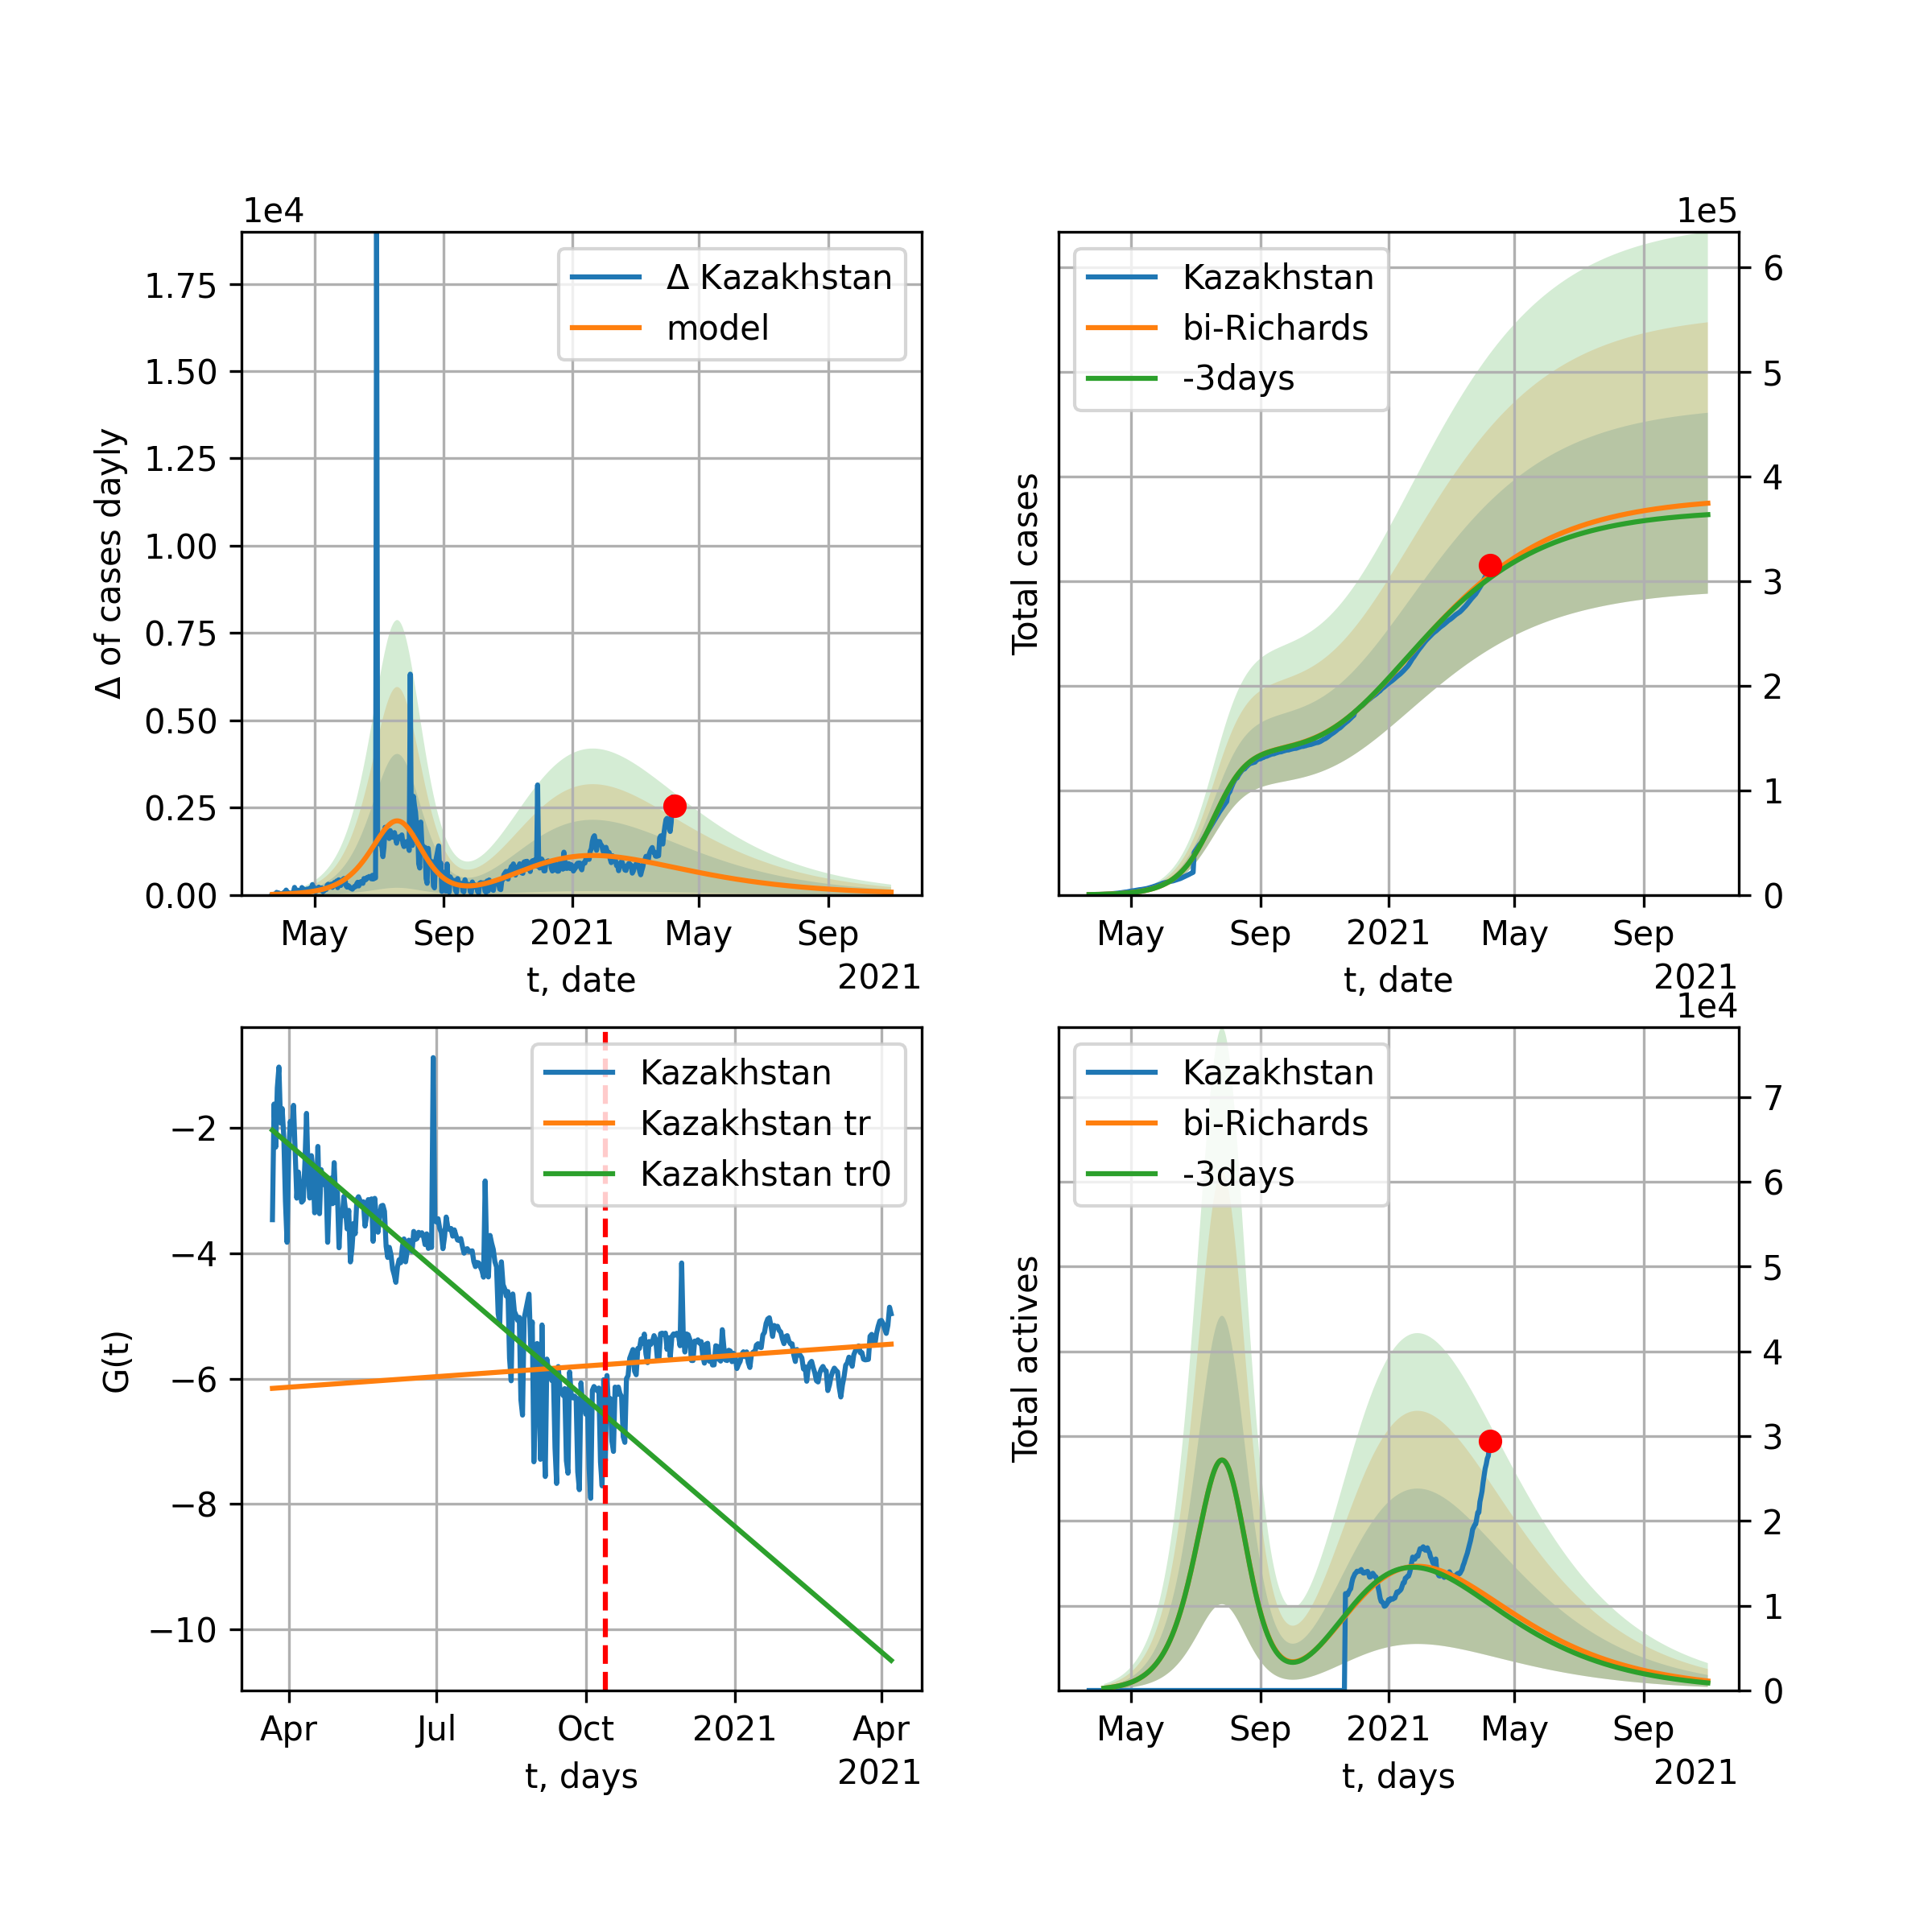 1e4
Δ of cases dayly
1.75
1.50
1.25
1.00
0.75
0.50
0.25
0.00
Δ Kazakhstan
model
May Sep 2021 May Sep
t, date
2021
1e5
Total cases
Kazakhstan
bi-Richards
-3days
6
5
4
3
2
1
0
May Sep 2021 May Sep
t, date
2021
G(t)
−2
−4
−6
−8
−10
Kazakhstan
Kazakhstan tr
Kazakhstan tr0
Apr Jul Oct 2021 Apr
t, days
2021
1e4
Total actives
Kazakhstan
bi-Richards
-3days
7
6
5
4
3
2
1
0
May Sep 2021 May Sep
t, days
2021